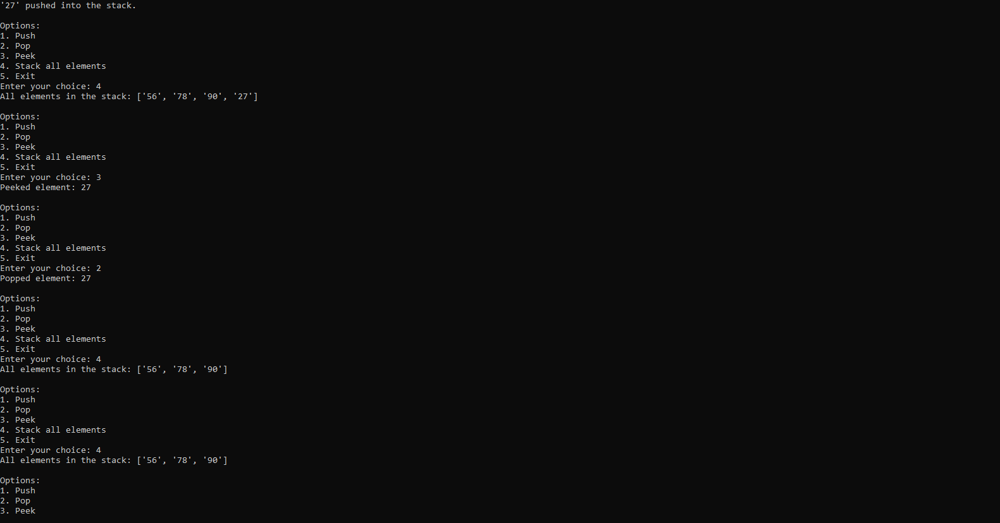 '27' pushed into the stack.
Options:
1. Push
2. Pop
3. Peek
4. Stack all elements
5. Exit
Enter your choice: 4
All elements in the stack: ['56', '78', '90', '27']
Options:
1. Push
2. Pop
3. Peek
4. Stack all elements
5. Exit
Enter your choice: 3
Peeked element: 27
Options:
1. Push
2. Pop
3. Peek
4. Stack all elements
5. Exit
Enter your choice: 2
Popped element: 27
Options:
1. Push
2. Pop
3. Peek
4. Stack all elements
5. Exit
Enter your choice: 4
All elements in the stack: ['56', '78', '90']
Options:
1. Push
2. Pop
3. Peek
4. Stack all elements
5. Exit
Enter your choice: 4
All elements in the stack: ['56', '78', '90']
Options:
1. Push
2. Pop
3. Peek